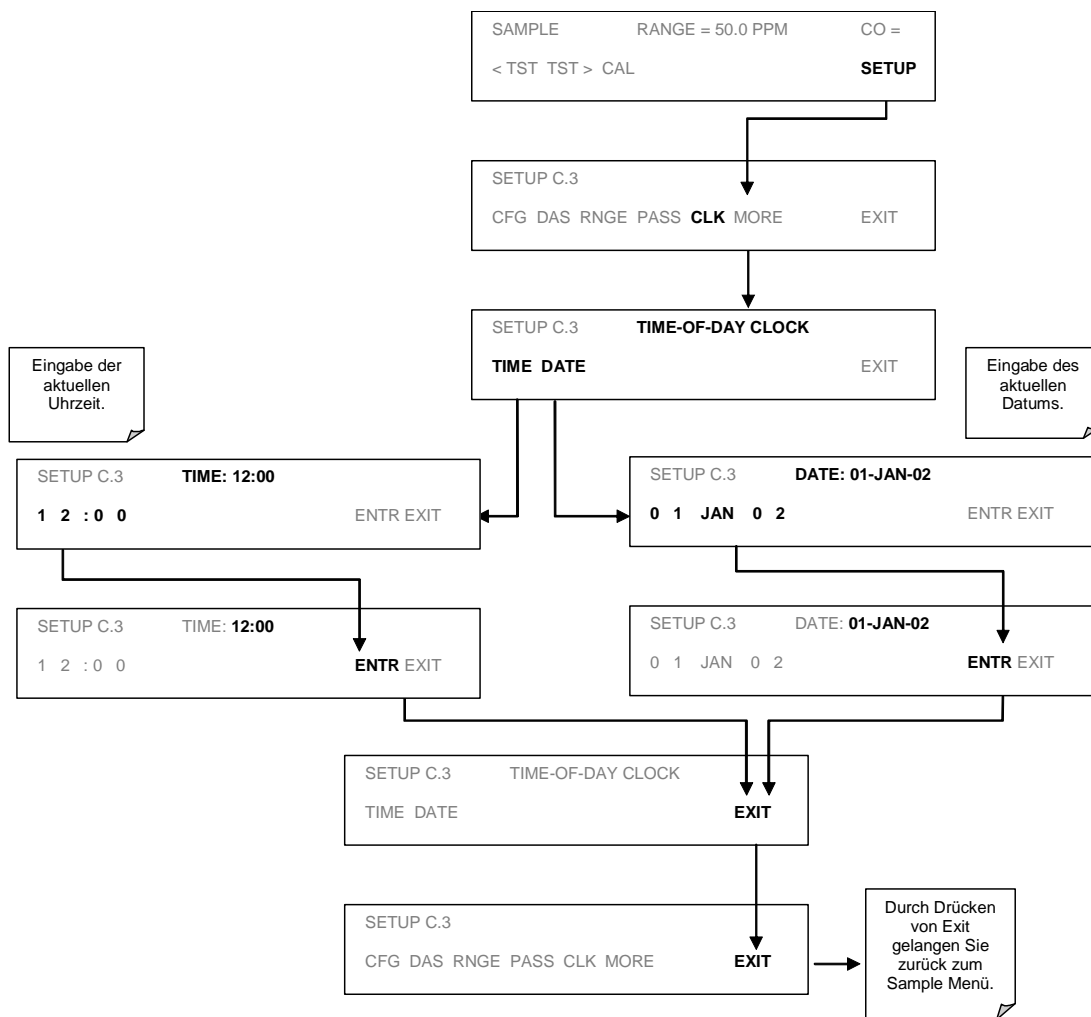 SAMPLE RANGE = 50.0 PPM CO =
< TST TST > CAL SETUP
SETUP C.3
CFG DAS RNGE PASS CLK MORE EXIT
SETUP C.3 TIME-OF-DAY CLOCK
TIME DATE EXIT
Eingabe der
aktuellen
Uhrzeit.
Eingabe des
aktuellen
Datums.
SETUP C.3 TIME: 12:00
1 2 : 0 0 ENTR EXIT
SETUP C.3 DATE: 01-JAN-02
0 1 JAN 0 2 ENTR EXIT
SETUP C.3 TIME: 12:00
1 2 : 0 0 ENTR EXIT
SETUP C.3 DATE: 01-JAN-02
0 1 JAN 0 2 ENTR EXIT
SETUP C.3 TIME-OF-DAY CLOCK
TIME DATE EXIT
SETUP C.3
CFG DAS RNGE PASS CLK MORE EXIT
Durch Drücken
von Exit
gelangen Sie
zurück zum
Sample Menü.